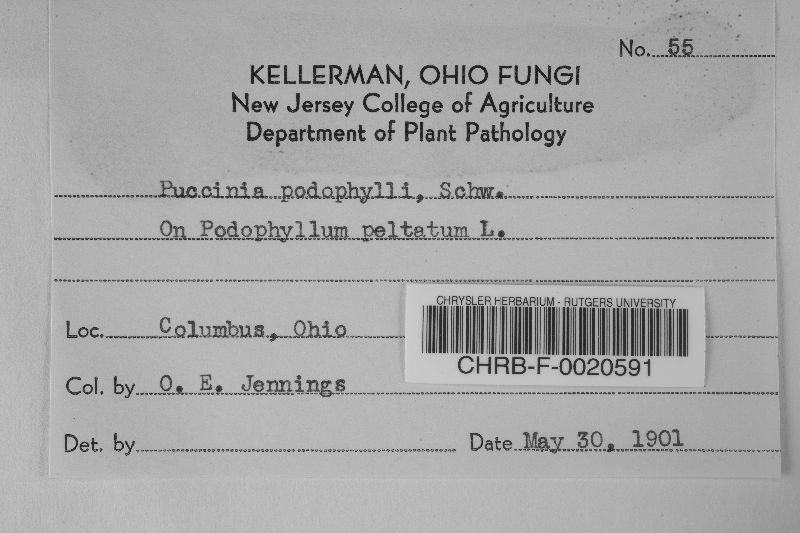 No. 55
KELLERMAN, OHIO FUNGI
New Jersey College of Agriculture
Department of Plant Pathology
Puccinia podophylli, Schw.
On Podophyllum peltatum L.
CHRYSLER HERBARIUM - RUTGERS UNIVERSITY
CHRB-F-0020591
Loc. Columbus, Ohio
Col. by O. E. Jennings
Det. by
Date May 30, 1901